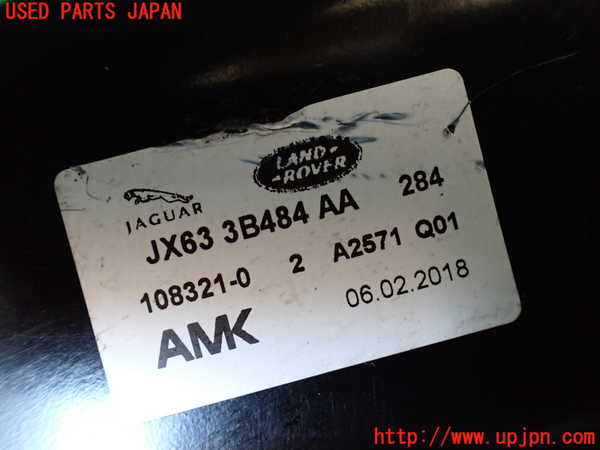 USED PARTS JAPAN
LAND
ROVER
JAGUAR
JX63 3B484 AA 284
108321-0 2 A2571 Q01
AMK 06.02.2018
UPJ http://www.upjpn.com/